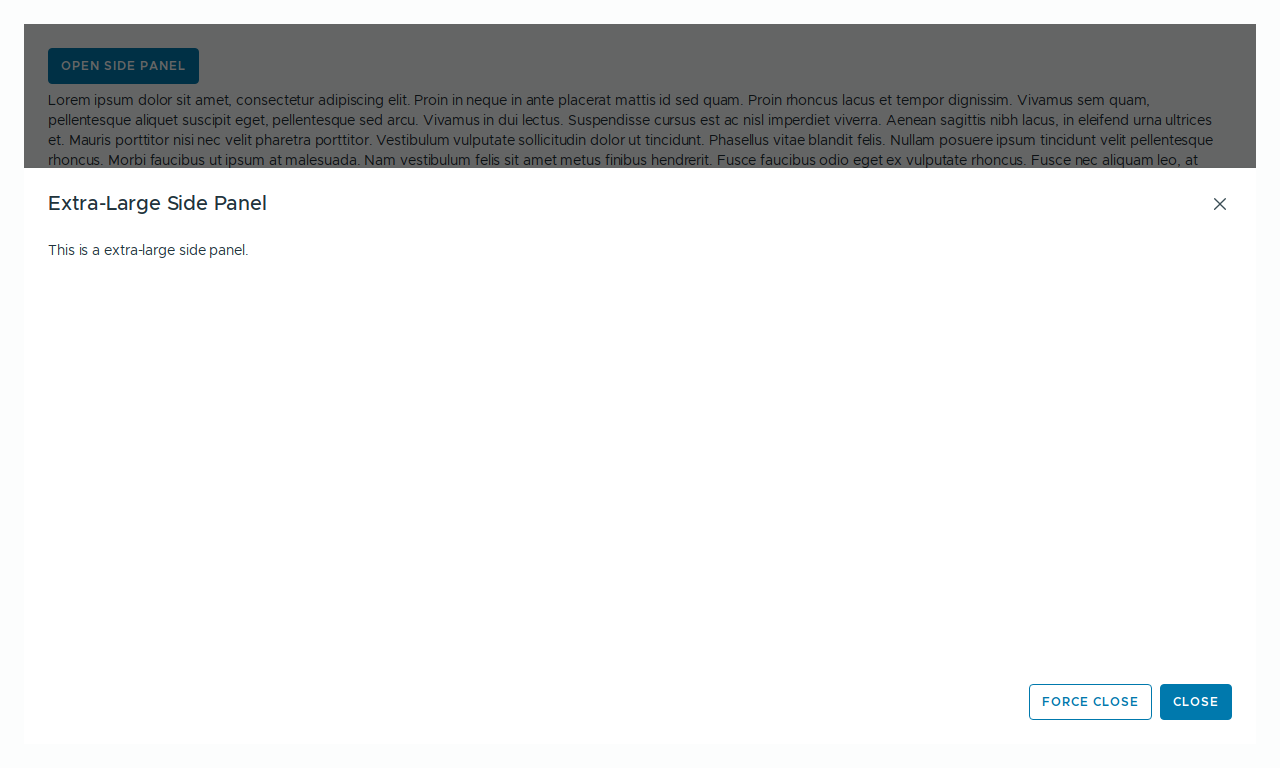 OPEN SIDE PANEL
Lorem ipsum dolor sit amet, consectetur adipiscing elit. Proin in neque in ante placerat mattis id sed quam. Proin rhoncus lacus et tempor dignissim. Vivamus sem quam,
pellentesque aliquet suscipit eget, pellentesque sed arcu. Vivamus in dui lectus. Suspendisse cursus est ac nisl imperdiet viverra. Aenean sagittis nibh lacus, in eleifend urna ultrices
et. Mauris porttitor nisi nec velit pharetra porttitor. Vestibulum vulputate sollicitudin dolor ut tincidunt. Phasellus vitae blandit felis. Nullam posuere ipsum tincidunt velit pellentesque
rhoncus. Morbi faucibus ut ipsum at malesuada. Nam vestibulum felis sit amet metus finibus hendrerit. Fusce faucibus odio eget ex vulputate rhoncus. Fusce nec aliquam leo, at
Extra-Large Side Panel
This is a extra-large side panel.
FORCE CLOSE
CLOSE